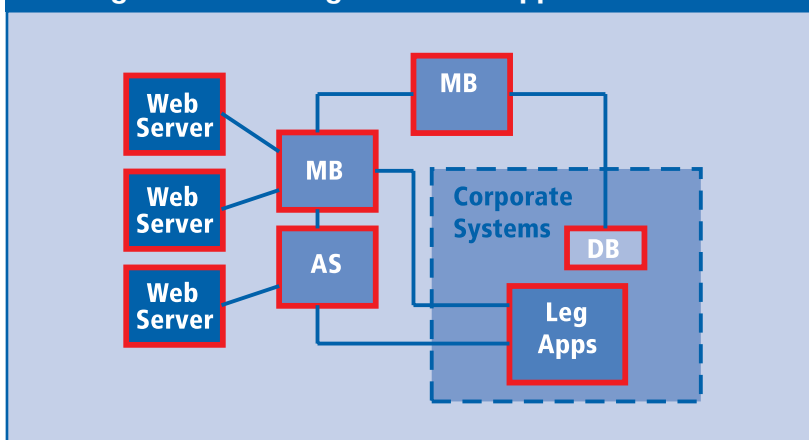 MB
Web
Server
MB
Corporate
Systems
Web
Server
DB
AS
Web
Server
Leg
Apps